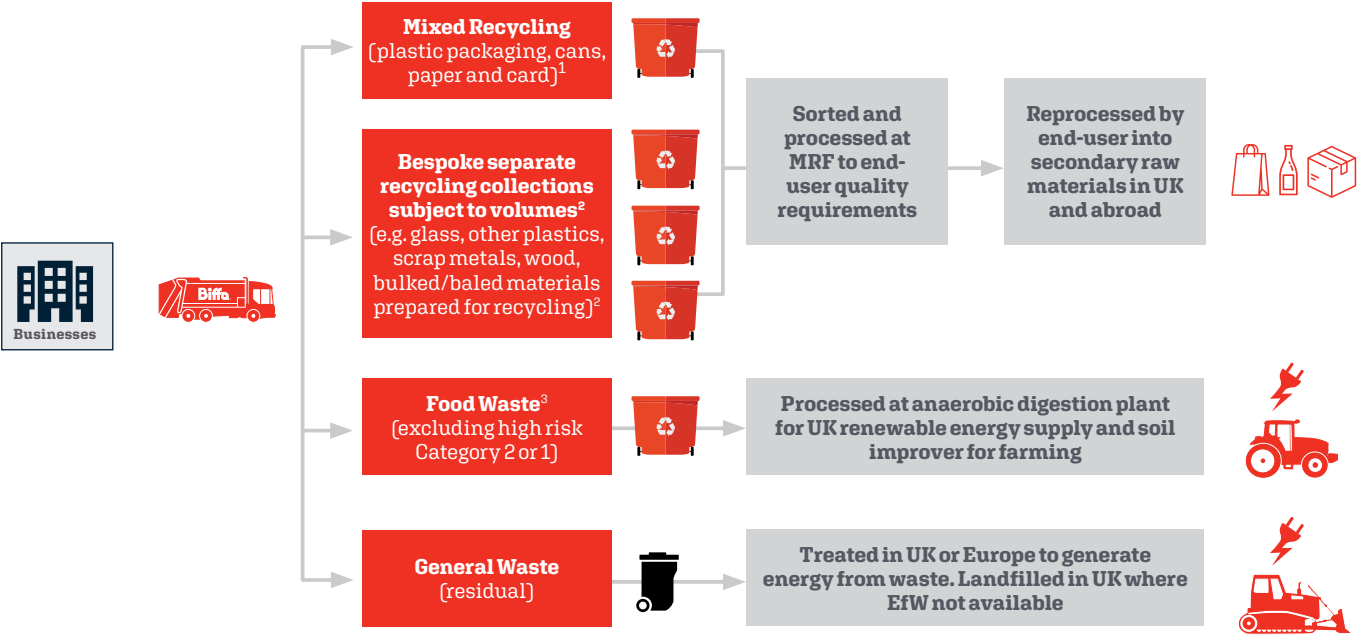 Mixed Recycling
(plastic packaging, cans,
paper and card)¹
Bespoke separate
recycling collections
subject to volumes²
(e.g. glass, other plastics,
scrap metals, wood,
bulked/baled materials
prepared for recycling)²
Sorted and
processed at
MRF to end-
user quality
requirements
Reprocessed by
end-user into
secondary raw
materials in UK
and abroad
Businesses
Biffa
Food Waste³
(excluding high risk
Category 2 or 1)
Processed at anaerobic digestion plant
for UK renewable energy supply and soil
improver for farming
General Waste
(residual)
Treated in UK or Europe to generate
energy from waste. Landfilled in UK where
EfW not available